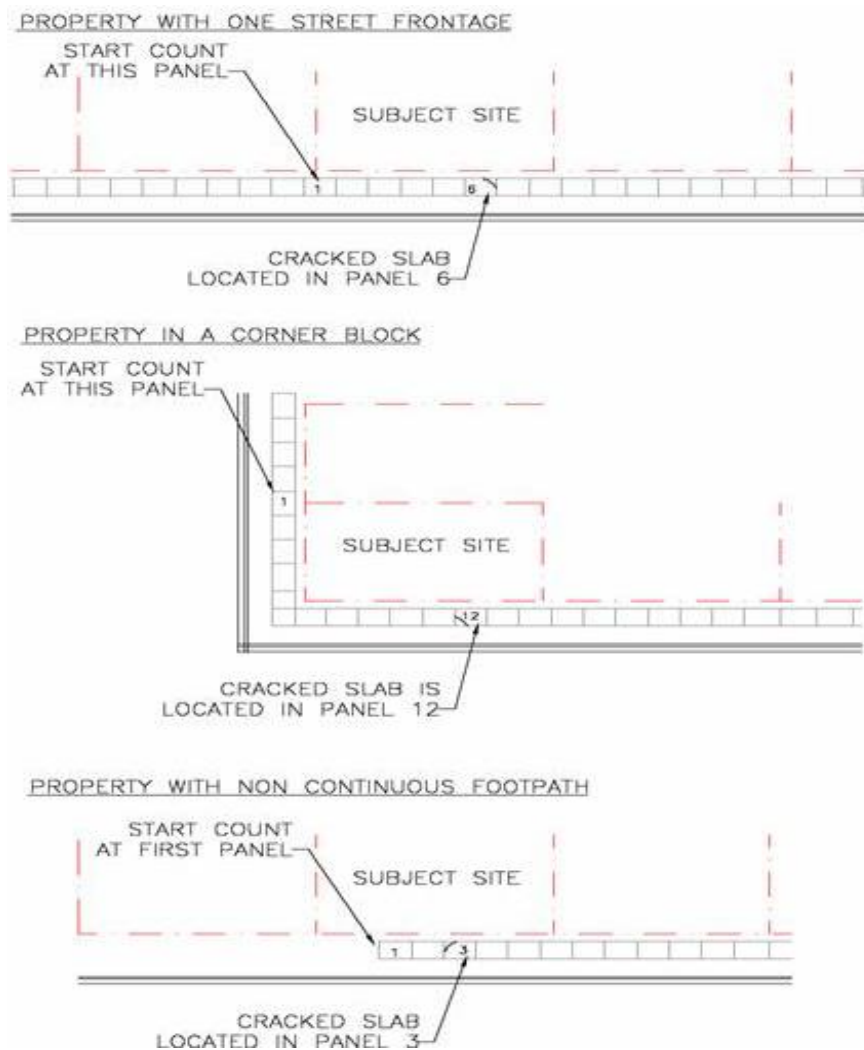 PROPERTY WITH ONE STREET FRONTAGE
START COUNT
AT THIS PANEL
SUBJECT SITE
1
6
CRACKED SLAB
LOCATED IN PANEL 6
PROPERTY IN A CORNER BLOCK
START COUNT
AT THIS PANEL
1
SUBJECT SITE
12
CRACKED SLAB IS
LOCATED IN PANEL 12
PROPERTY WITH NON CONTINUOUS FOOTPATH
START COUNT
AT FIRST PANEL
SUBJECT SITE
1
3
CRACKED SLAB
LOCATED IN PANEL 3